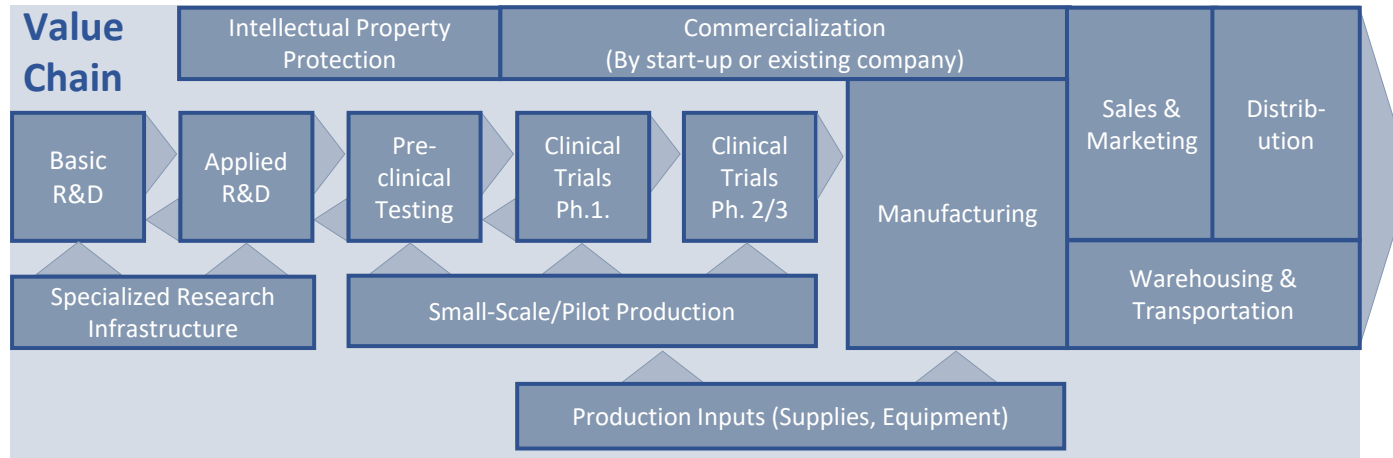 Value
Chain
Intellectual Property
Protection
Commercialization
(By start-up or existing company)
Basic
R&D
Applied
R&D
Pre-
clinical
Testing
Clinical
Trials
Ph.1.
Clinical
Trials
Ph. 2/3
Manufacturing
Sales &
Marketing
Distrib-
ution
Specialized Research
Infrastructure
Small-Scale/Pilot Production
Warehousing &
Transportation
Production Inputs (Supplies, Equipment)